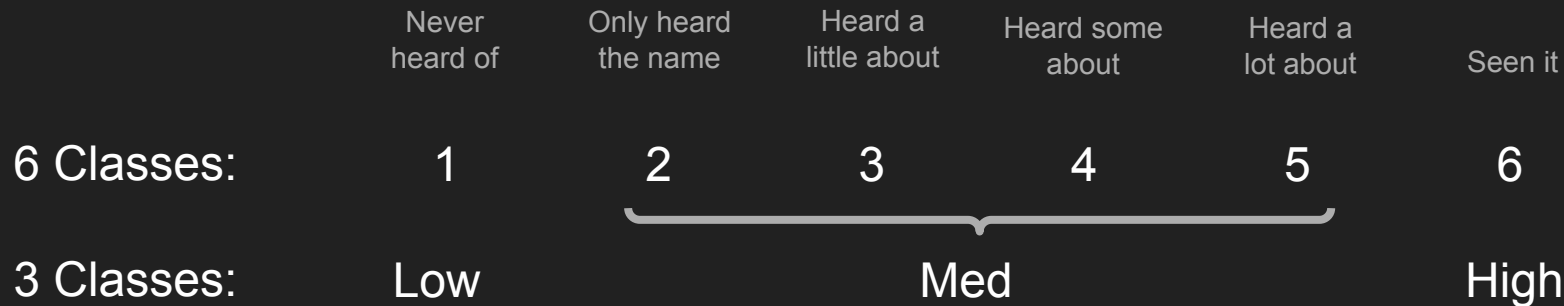 Never
heard of
Only heard
the name
Heard a
little about
Heard some
about
Heard a
lot about
Seen it
6 Classes: 1 2 3 4 5 6
3 Classes: Low Med High